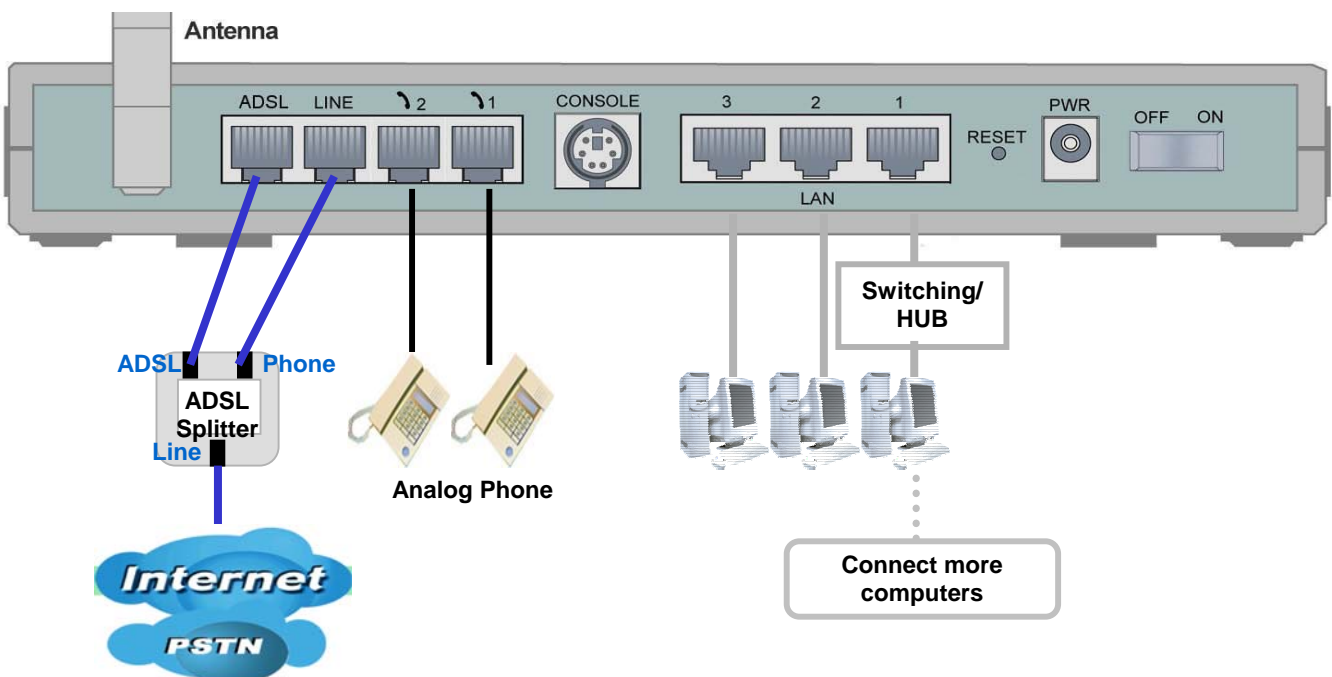 Antenna
ADSL LINE 2 1 CONSOLE 3 2 1 PWR OFF ON
RESET
LAN
Switching/
HUB
ADSL Phone
ADSL
Splitter
Line
Analog Phone
Internet
PSTN
Connect more
computers